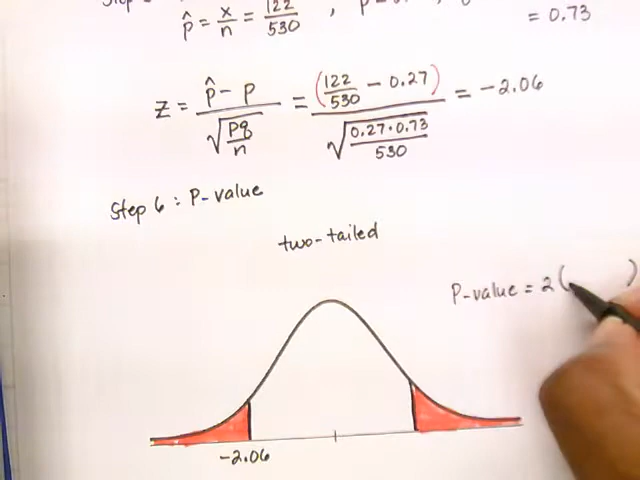 p̂ = x/n = 122/530 ,
= 0.73
z = (p̂ - p)/√(pq/n) = (122/530 - 0.27)/√(0.27·0.73/530) = -2.06
Step 6 : P-value
two-tailed
P-value = 2 ( )
-2.06